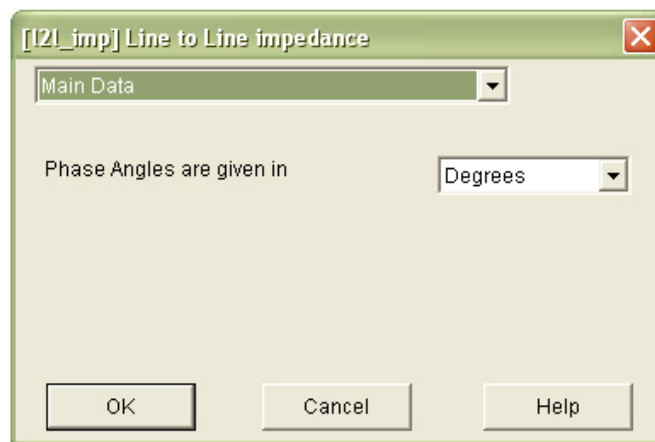 [l2l_imp] Line to Line impedance
Main Data
Phase Angles are given in Degrees
OK Cancel Help